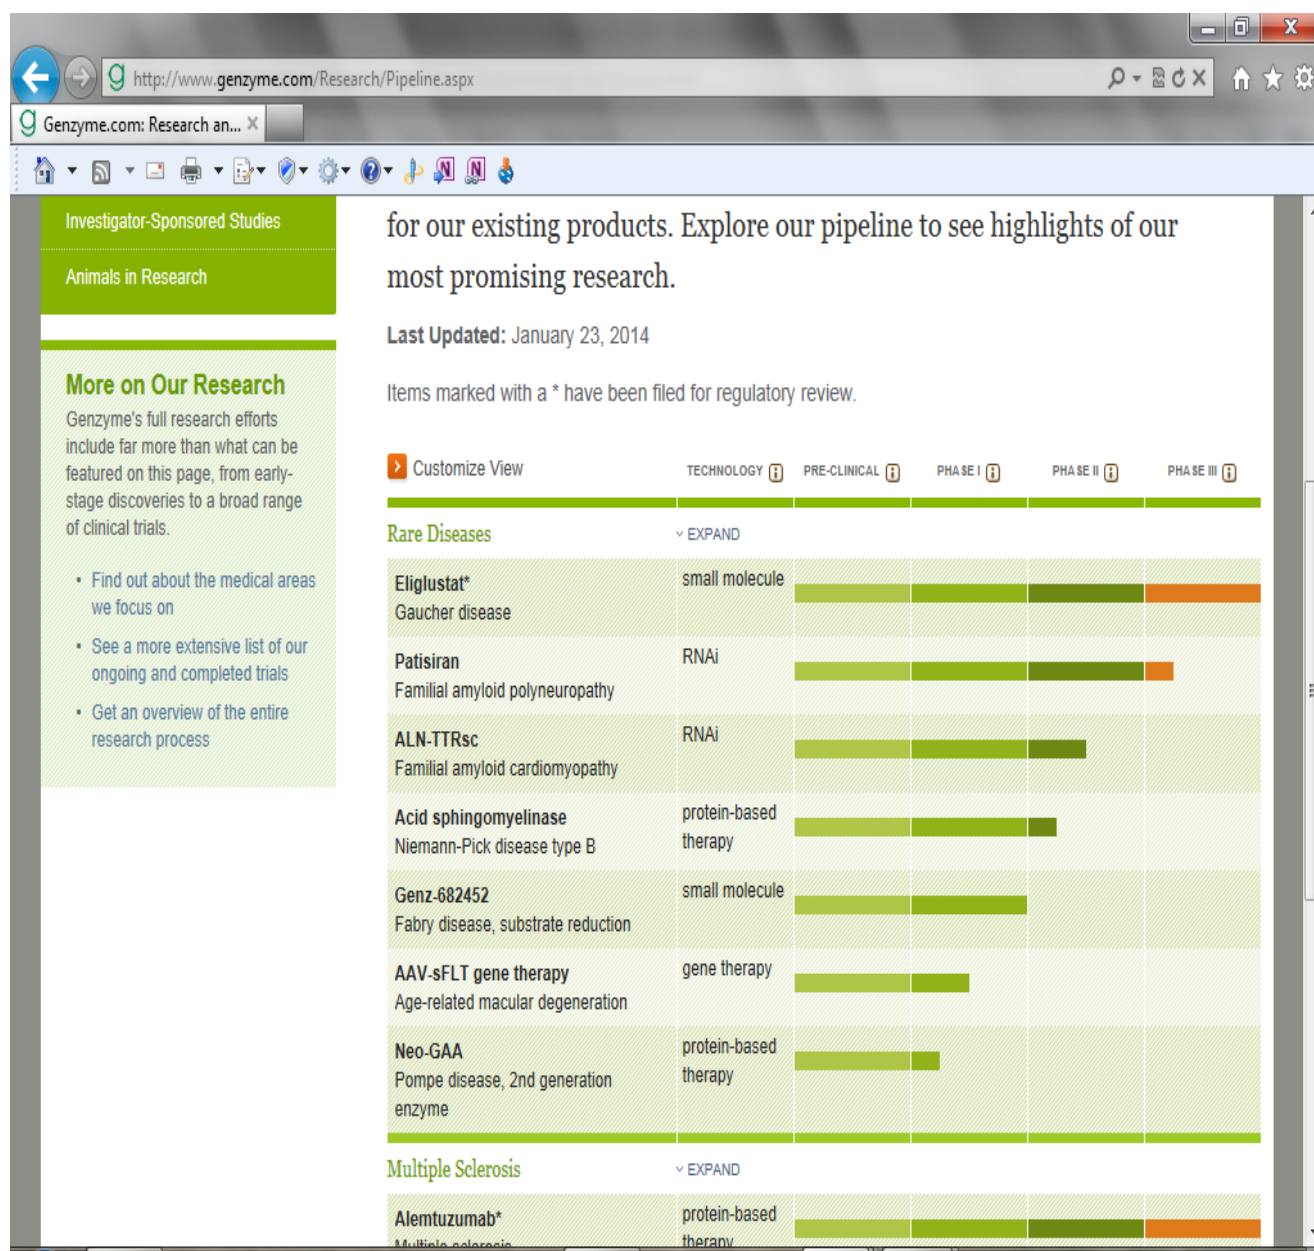 http://www.genzyme.com/Research/Pipeline.aspx
Genzyme.com: Research an...
Investigator-Sponsored Studies
Animals in Research
More on Our Research
Genzyme's full research efforts
include far more than what can be
featured on this page, from early-
stage discoveries to a broad range
of clinical trials.
• Find out about the medical areas
we focus on
• See a more extensive list of our
ongoing and completed trials
• Get an overview of the entire
research process
for our existing products. Explore our pipeline to see highlights of our
most promising research.
Last Updated: January 23, 2014
Items marked with a * have been filed for regulatory review.
Customize View TECHNOLOGY PRE-CLINICAL PHASE I PHASE II PHASE III
Rare Diseases EXPAND
Eliglustat* small molecule
Gaucher disease
Patisiran RNAi
Familial amyloid polyneuropathy
ALN-TTRsc RNAi
Familial amyloid cardiomyopathy
Acid sphingomyelinase protein-based
Niemann-Pick disease type B therapy
Genz-682452 small molecule
Fabry disease, substrate reduction
AAV-sFLT gene therapy gene therapy
Age-related macular degeneration
Neo-GAA protein-based
Pompe disease, 2nd generation therapy
enzyme
Multiple Sclerosis EXPAND
Alemtuzumab* protein-based
Multiple sclerosis therapy